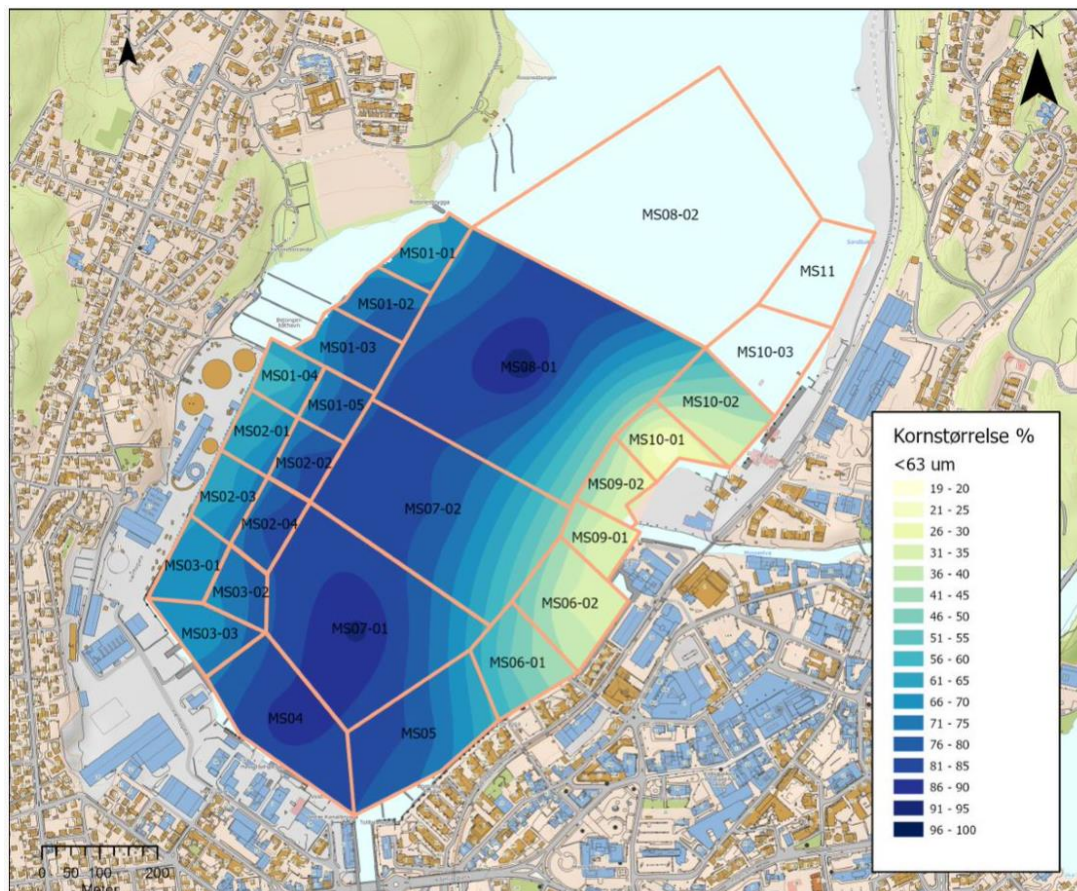 N
MS08-02
MS01-01
MS11
MS01-02
MS01-03
MS10-03
MS08-01
MS01-04
MS10-02
MS01-05
MS02-01
MS10-01
MS02-02
MS09-02
MS02-03
MS07-02
MS02-04
MS09-01
MS03-01
MS03-02
MS06-02
MS03-03
MS07-01
MS06-01
MS04
MS05
Kornstørrelse %
<63 um
19 - 20
21 - 25
26 - 30
31 - 35
36 - 40
41 - 45
46 - 50
51 - 55
56 - 60
61 - 65
66 - 70
71 - 75
76 - 80
81 - 85
86 - 90
91 - 95
96 - 100
0 50 100 200
Meter